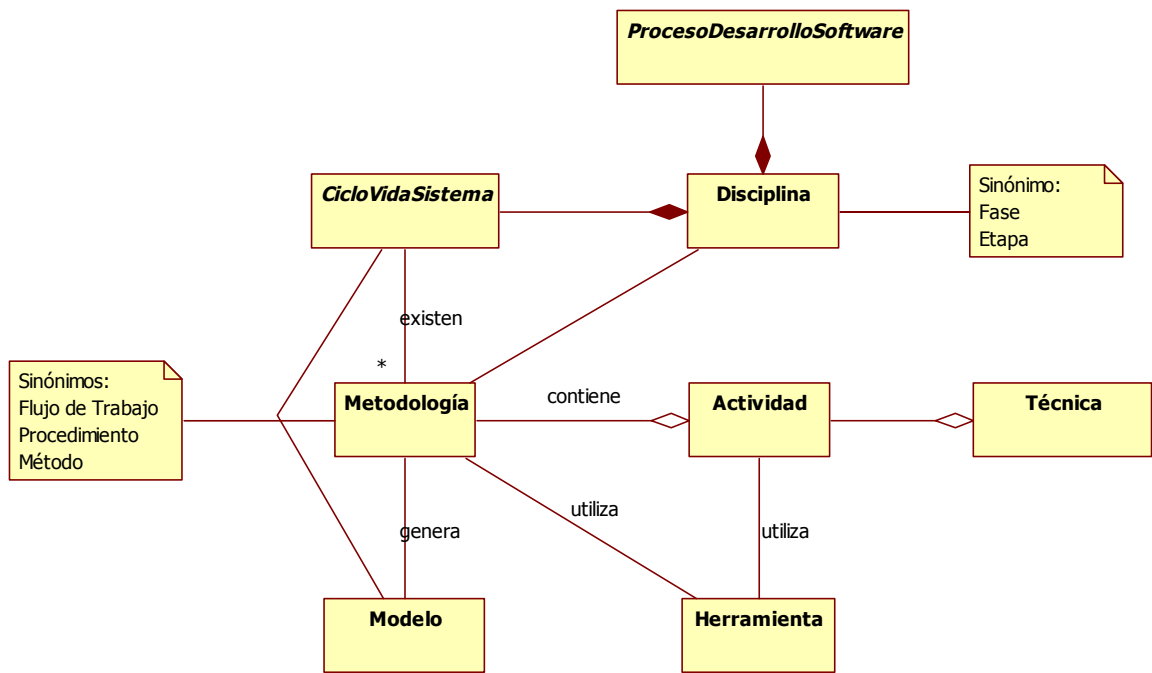 ProcesoDesarrolloSoftware
CicloVidaSistema
Disciplina
Sinónimo:
Fase
Etapa
existen
*
Sinónimos:
Flujo de Trabajo
Procedimiento
Método
Metodología
contiene
Actividad
Técnica
genera
utiliza
utiliza
Modelo
Herramienta